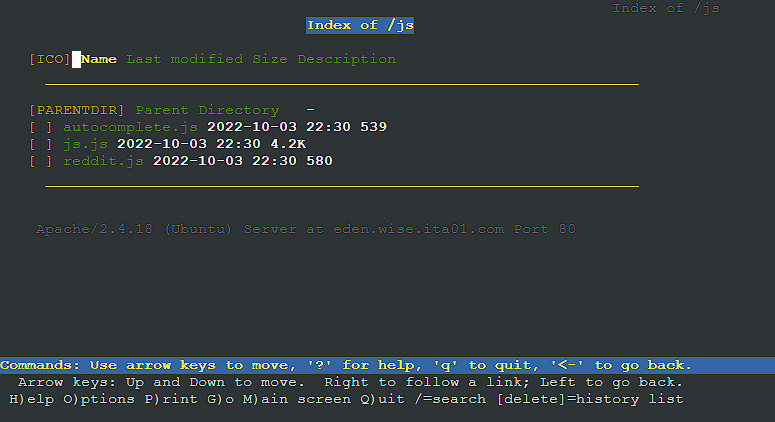 Index of /js
Index of /js
[ICO] Name Last modified Size Description
[PARENTDIR] Parent Directory -
[ ] autocomplete.js 2022-10-03 22:30 539
[ ] js.js 2022-10-03 22:30 4.2K
[ ] reddit.js 2022-10-03 22:30 580
Apache/2.4.18 (Ubuntu) Server at eden.wise.ita01.com Port 80
Commands: Use arrow keys to move, '?' for help, 'q' to quit, '<-' to go back.
Arrow keys: Up and Down to move. Right to follow a link; Left to go back.
H)elp O)ptions P)rint G)o M)ain screen Q)uit /=search [delete]=history list